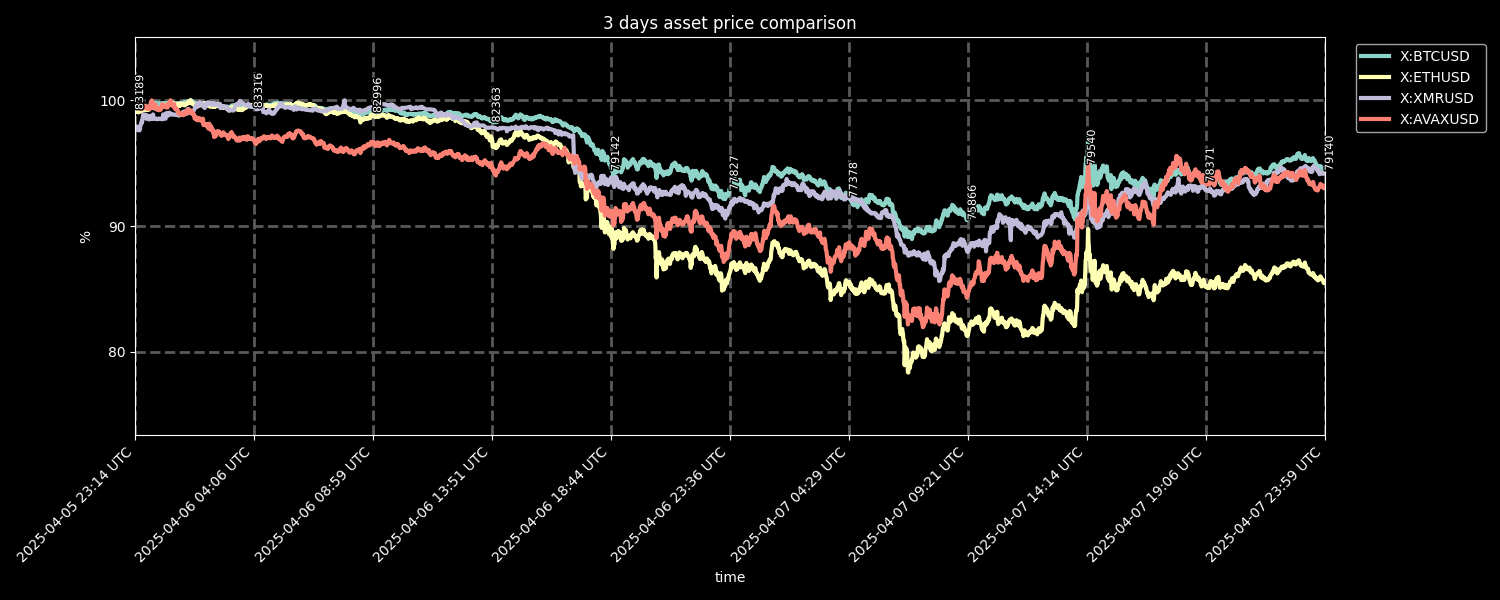 3 days asset price comparison
X:BTCUSD
X:ETHUSD
X:XMRUSD
X:AVAXUSD
100
90
80
%
83189
83316
82996
82363
79142
77827
77378
75866
79540
78371
79140
2025-04-05 23:14 UTC
2025-04-06 04:06 UTC
2025-04-06 08:59 UTC
2025-04-06 13:51 UTC
2025-04-06 18:44 UTC
2025-04-06 23:36 UTC
2025-04-07 04:29 UTC
2025-04-07 09:21 UTC
2025-04-07 14:14 UTC
2025-04-07 19:06 UTC
2025-04-07 23:59 UTC
time